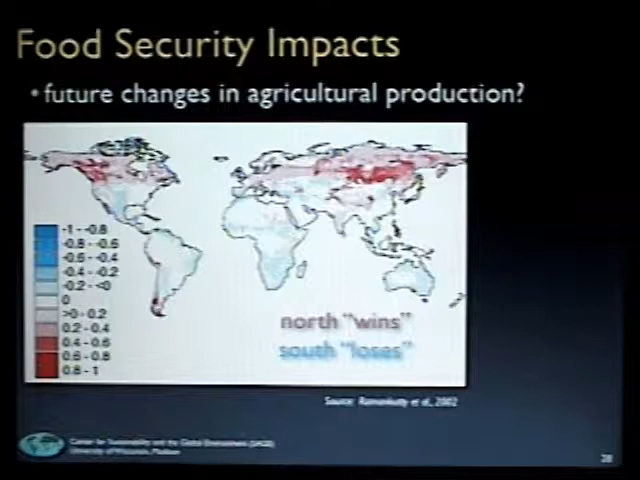 Food Security Impacts
• future changes in agricultural production?
-1 - -0.8
-0.8 - -0.6
-0.6 - -0.4
-0.4 - -0.2
-0.2 - <0
0
>0 - 0.2
0.2 - 0.4
0.4 - 0.6
0.6 - 0.8
0.8 - 1
north "wins"
south "loses"
Source: Ramankutty et al., 2002
Center for Sustainability and the Global Environment (SAGE)
University of Wisconsin, Madison